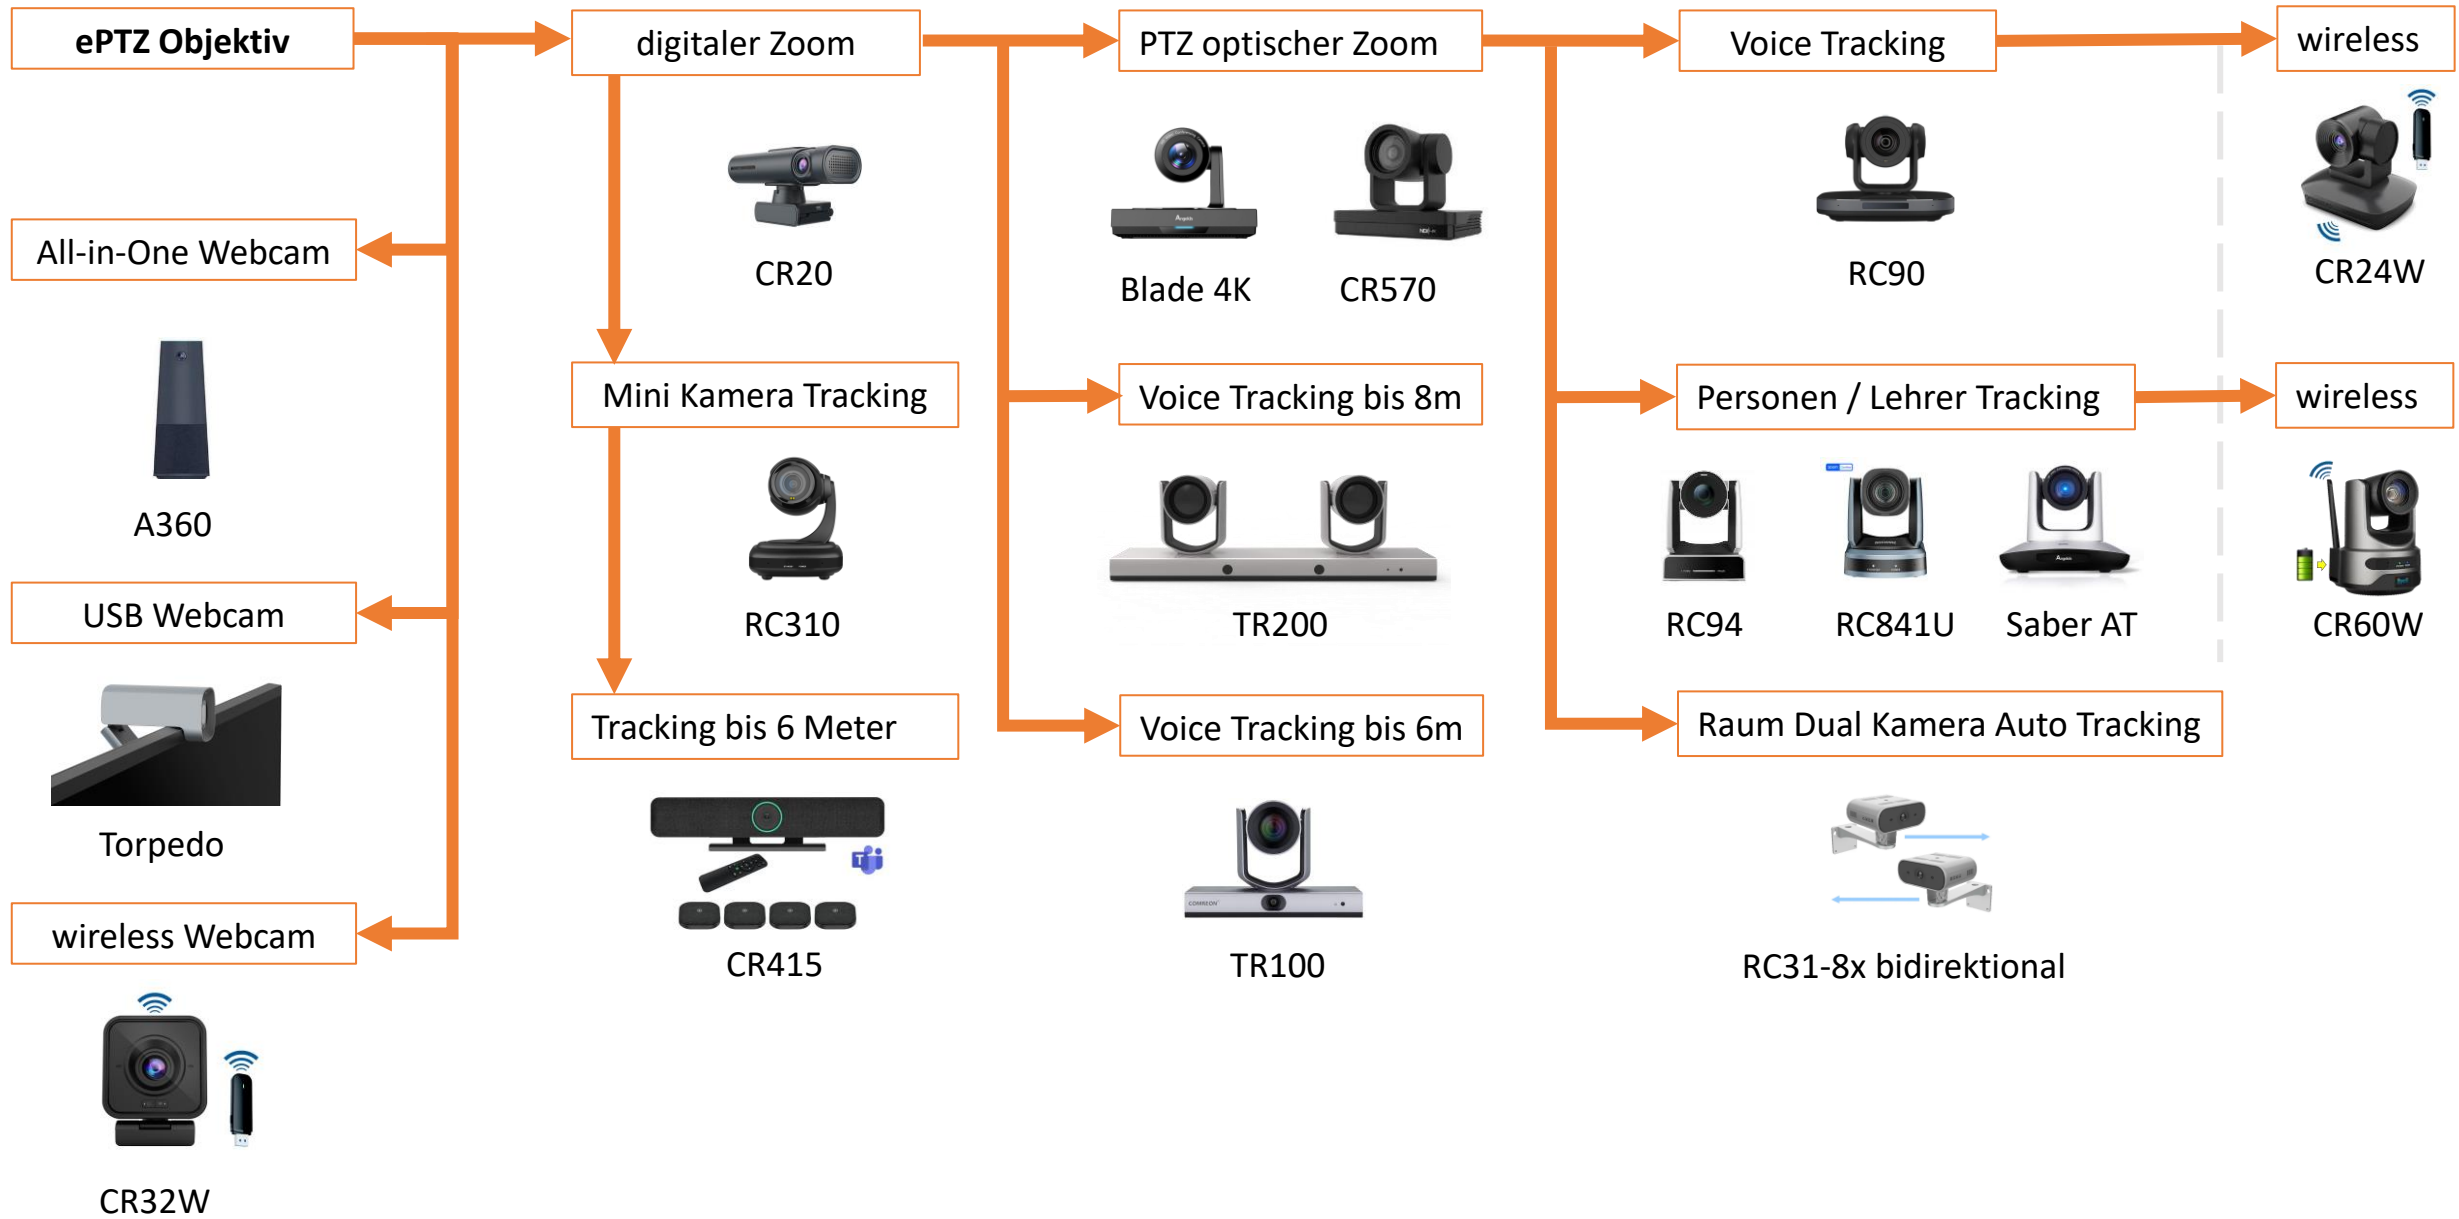 ePTZ Objektiv
digitaler Zoom
PTZ optischer Zoom
Voice Tracking
wireless
All-in-One Webcam
CR20
Blade 4K
CR570
RC90
CR24W
Mini Kamera Tracking
Voice Tracking bis 8m
Personen / Lehrer Tracking
wireless
A360
USB Webcam
RC310
TR200
RC94
RC841U
Saber AT
CR60W
Tracking bis 6 Meter
Voice Tracking bis 6m
Raum Dual Kamera Auto Tracking
Torpedo
wireless Webcam
COMREON
CR415
TR100
RC31-8x bidirektional
CR32W